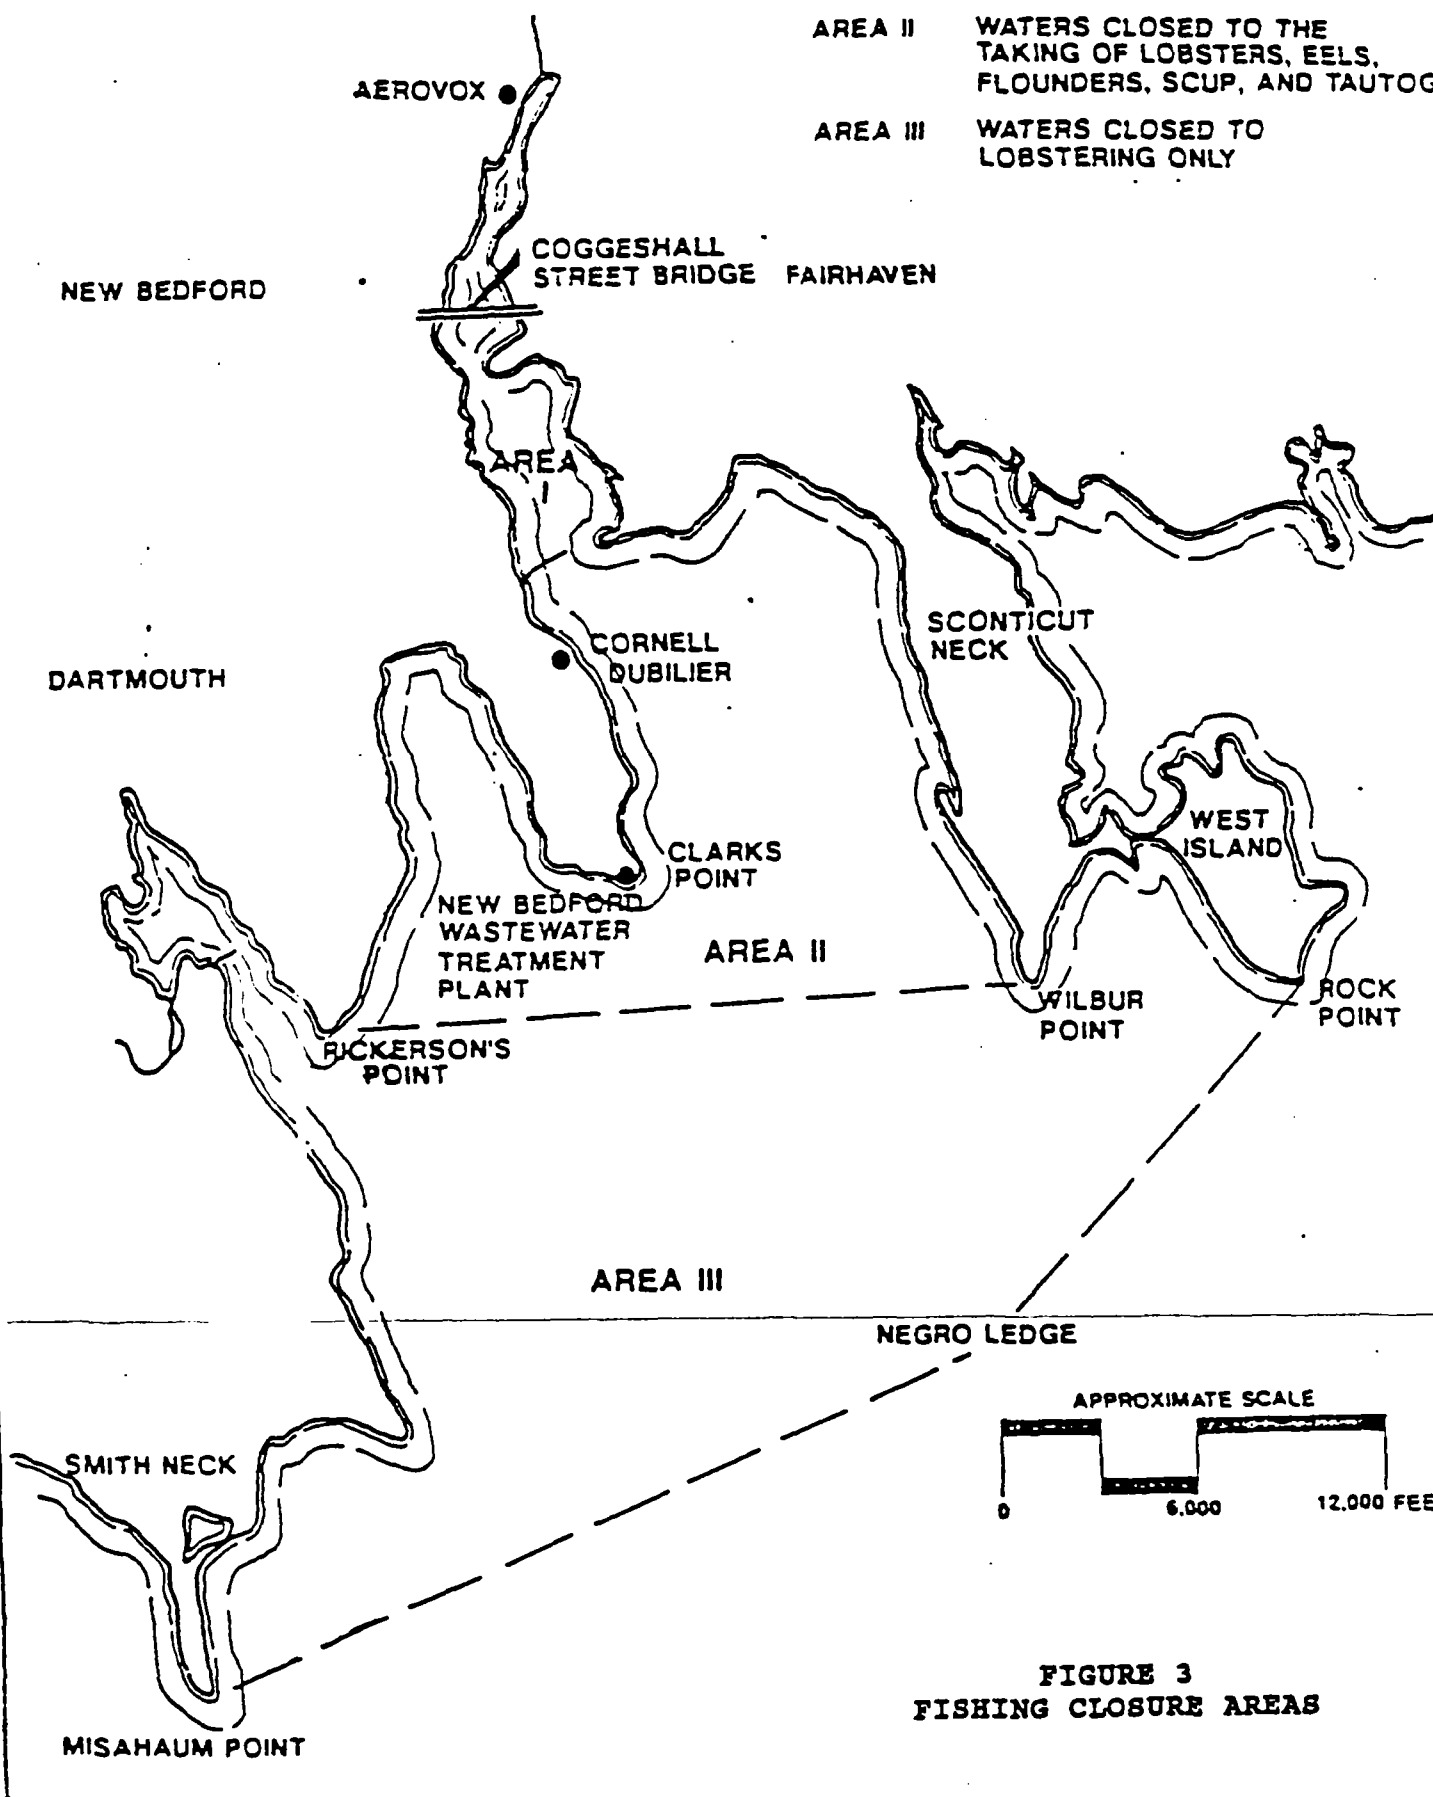 AREA II WATERS CLOSED TO THE
TAKING OF LOBSTERS, EELS,
FLOUNDERS, SCUP, AND TAUTOG
AREA III WATERS CLOSED TO
LOBSTERING ONLY
AEROVOX
COGGESHALL
STREET BRIDGE
FAIRHAVEN
NEW BEDFORD
AREA
I
SCONTICUT
NECK
CORNELL
DUBILIER
DARTMOUTH
WEST
ISLAND
CLARKS
POINT
NEW BEDFORD
WASTEWATER
TREATMENT
PLANT
AREA II
WILBUR
POINT
ROCK
POINT
RICKERSON'S
POINT
AREA III
NEGRO LEDGE
APPROXIMATE SCALE
0 6,000 12,000 FEE
SMITH NECK
MISAHAUM POINT
FIGURE 3
FISHING CLOSURE AREAS